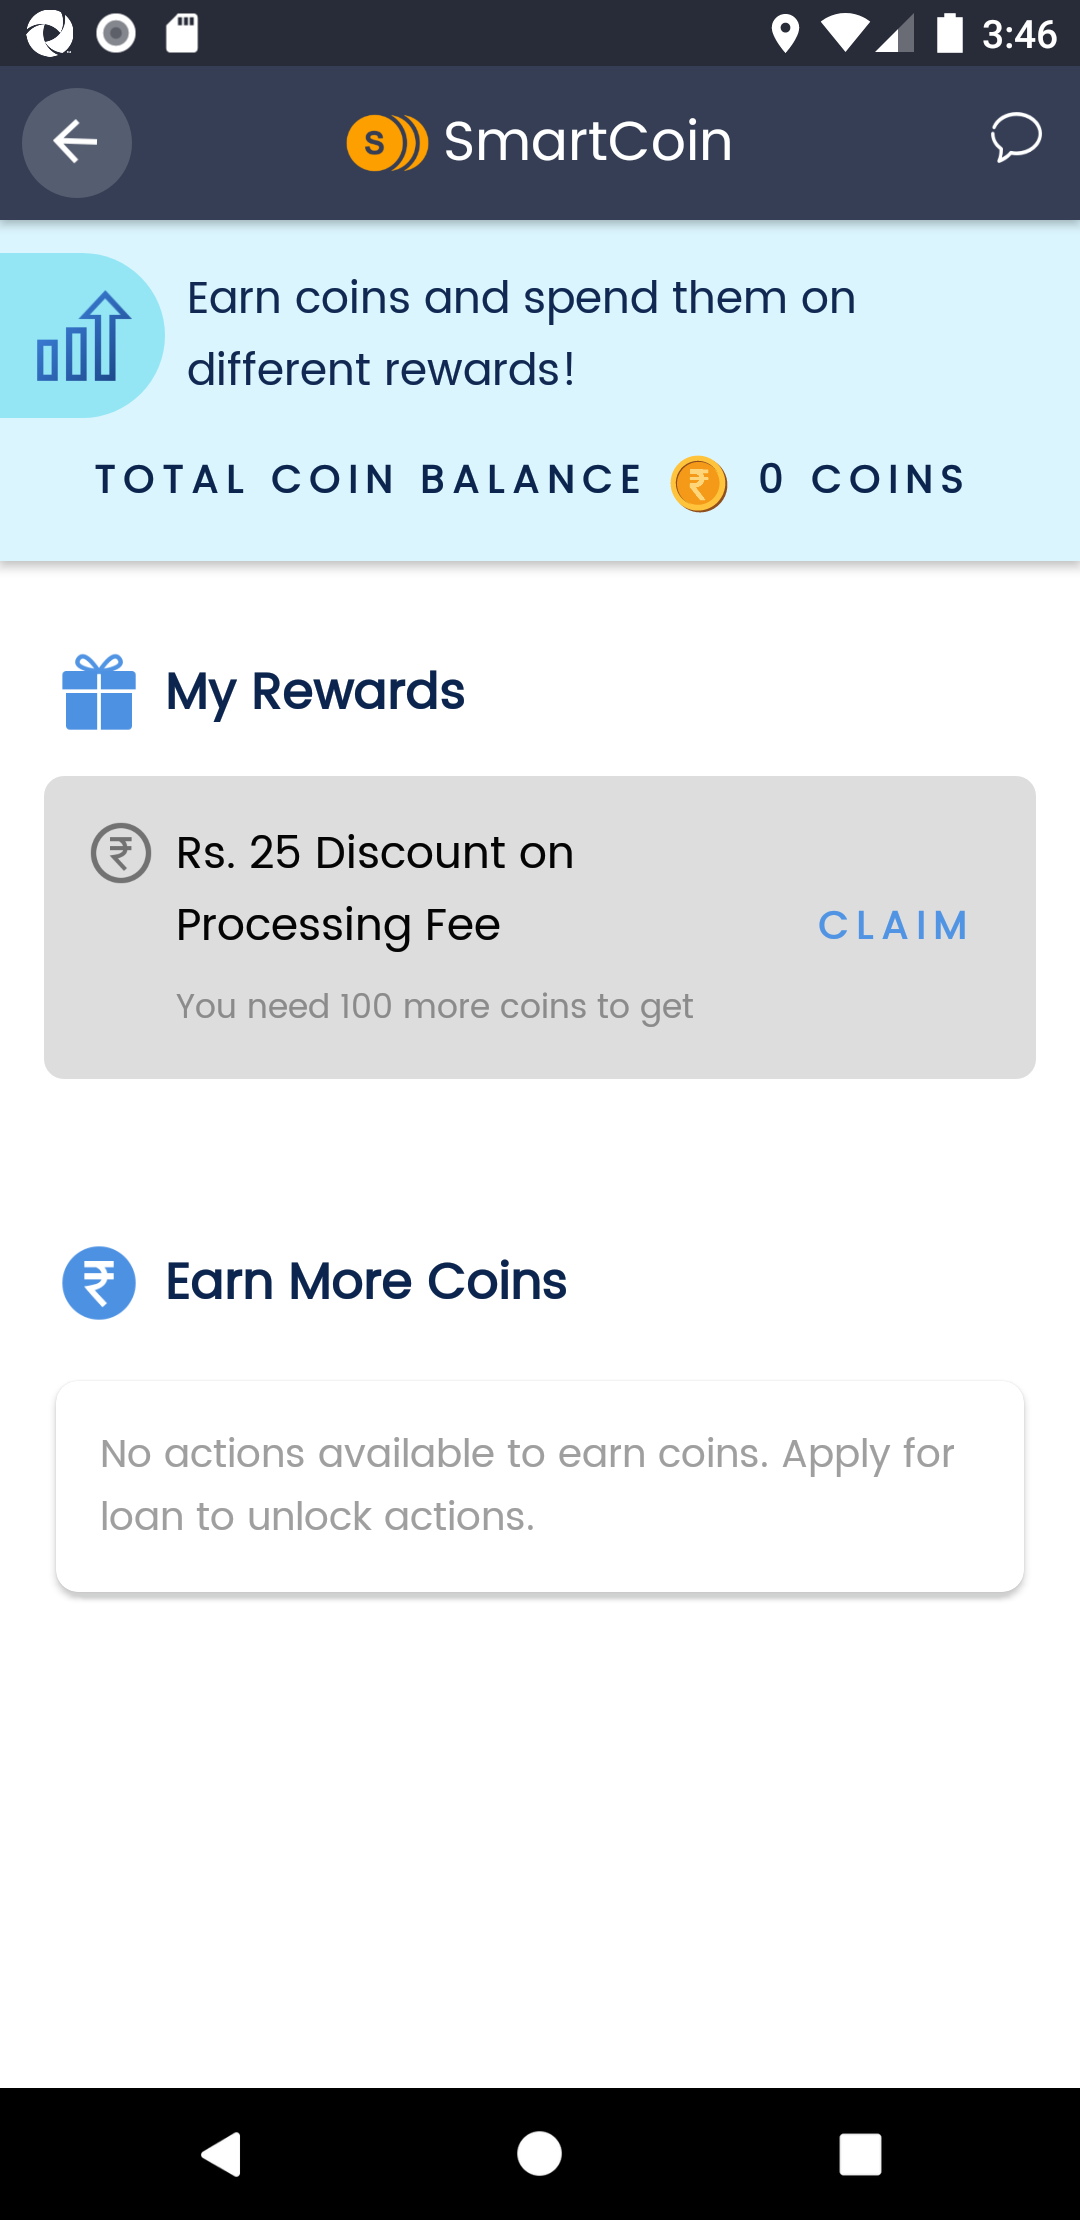 3:46
S SmartCoin
Earn coins and spend them on
different rewards!
TOTAL COIN BALANCE ₹ 0 COINS
My Rewards
₹ Rs. 25 Discount on
Processing Fee
CLAIM
You need 100 more coins to get
₹ Earn More Coins
No actions available to earn coins. Apply for
loan to unlock actions.